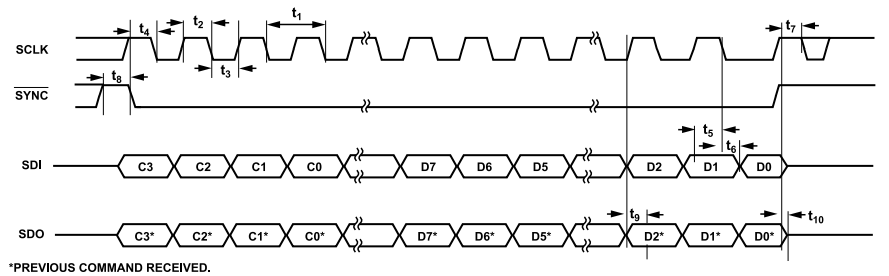 t4 t2 t1 t7
SCLK
t3
t8
SYNC
t5
t6
SDI C3 C2 C1 C0 D7 D6 D5 D2 D1 D0
t9 t10
SDO C3* C2* C1* C0* D7* D6* D5* D2* D1* D0*
*PREVIOUS COMMAND RECEIVED.